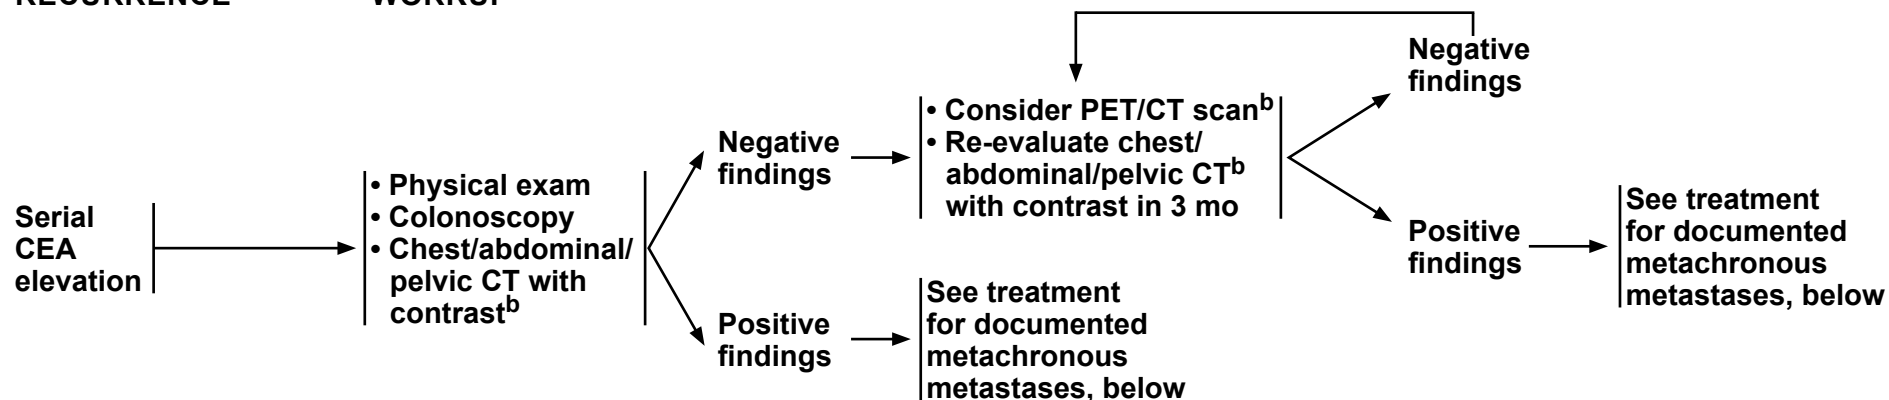 RECURRENCE
WORKUP
Serial
CEA
elevation
• Physical exam
• Colonoscopy
• Chest/abdominal/
pelvic CT with
contrastb
Negative
findings
Positive
findings
• Consider PET/CT scanb
• Re-evaluate chest/
abdominal/pelvic CTb
with contrast in 3 mo
See treatment
for documented
metachronous
metastases, below
Negative
findings
Positive
findings
See treatment
for documented
metachronous
metastases, below